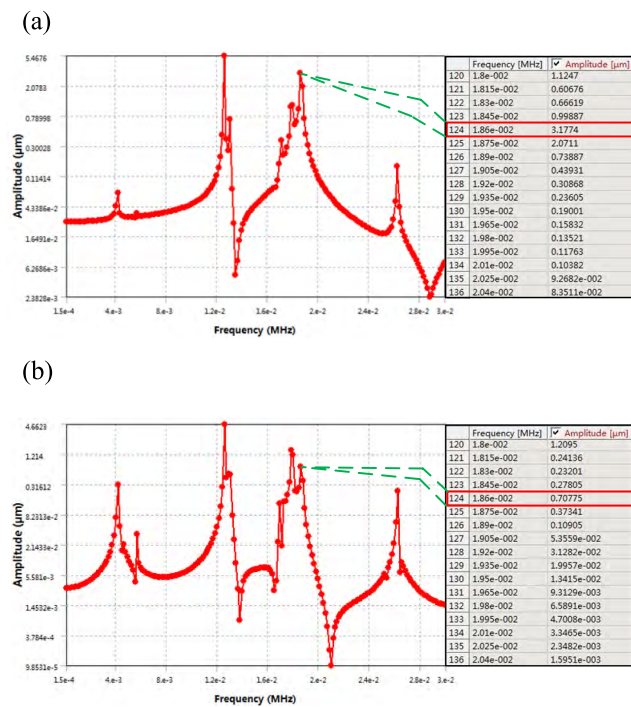 (a)
Amplitude (μm)
5.4676
2.0783
0.78998
0.30028
0.11414
4.3386e-2
1.6491e-2
6.2686e-3
2.3828e-3
1.5e-4 4.e-3 8.e-3 1.2e-2 1.6e-2 2.e-2 2.4e-2 2.8e-2 3.e-2
Frequency (MHz)
Frequency [MHz] Amplitude [μm]
120 1.8e-002 1.1247
121 1.815e-002 0.60676
122 1.83e-002 0.66619
123 1.845e-002 0.99887
124 1.86e-002 3.1774
125 1.875e-002 2.0711
126 1.89e-002 0.73887
127 1.905e-002 0.43931
128 1.92e-002 0.30868
129 1.935e-002 0.23605
130 1.95e-002 0.19001
131 1.965e-002 0.15832
132 1.98e-002 0.13521
133 1.995e-002 0.11763
134 2.01e-002 0.10382
135 2.025e-002 9.2682e-002
136 2.04e-002 8.3511e-002
(b)
Amplitude (μm)
4.6623
1.214
0.31612
8.2313e-2
2.1433e-2
5.581e-3
1.4532e-3
3.784e-4
9.8531e-5
1.5e-4 4.e-3 8.e-3 1.2e-2 1.6e-2 2.e-2 2.4e-2 2.8e-2 3.e-2
Frequency (MHz)
Frequency [MHz] Amplitude [μm]
120 1.8e-002 1.2095
121 1.815e-002 0.24136
122 1.83e-002 0.23201
123 1.845e-002 0.27805
124 1.86e-002 0.70775
125 1.875e-002 0.37341
126 1.89e-002 0.10905
127 1.905e-002 5.3559e-002
128 1.92e-002 3.1282e-002
129 1.935e-002 1.9957e-002
130 1.95e-002 1.3415e-002
131 1.965e-002 9.3129e-003
132 1.98e-002 6.5891e-003
133 1.995e-002 4.7008e-003
134 2.01e-002 3.3465e-003
135 2.025e-002 2.3482e-003
136 2.04e-002 1.5951e-003